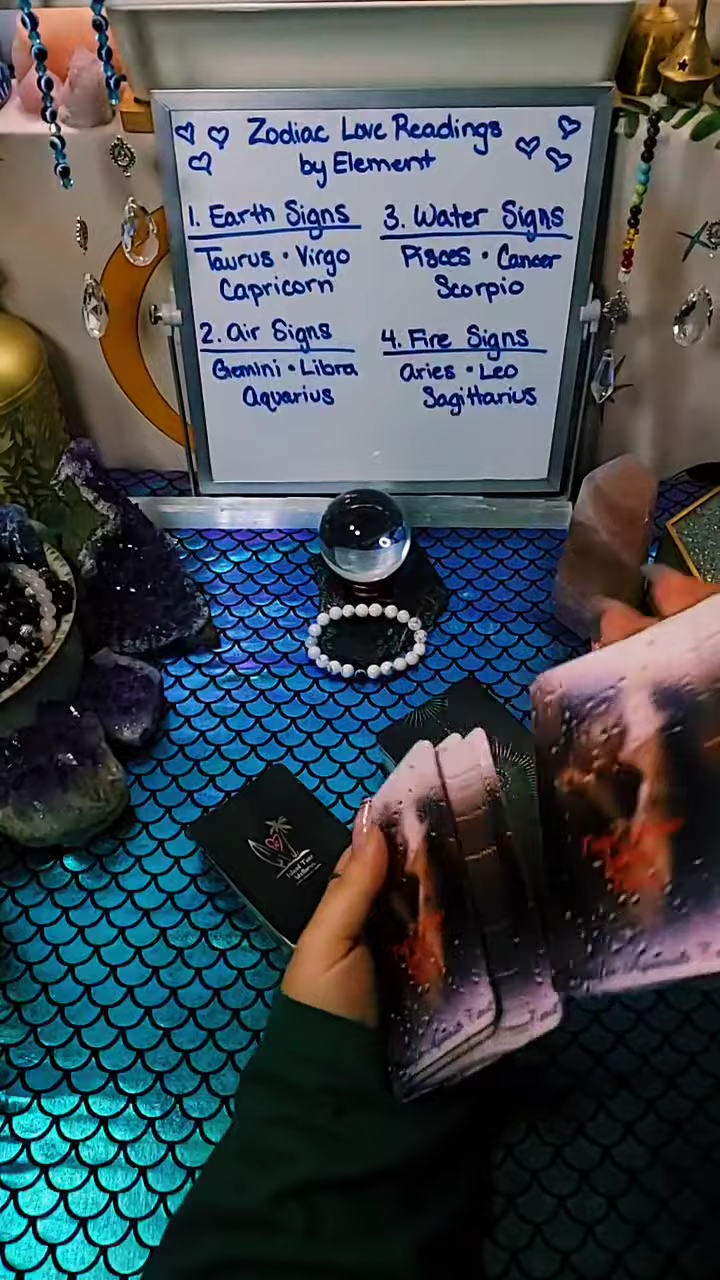 Zodiac Love Readings
by Element
1. Earth Signs
Taurus • Virgo
Capricorn
2. Air Signs
Gemini • Libra
Aquarius
3. Water Signs
Pisces • Cancer
Scorpio
4. Fire Signs
Aries • Leo
Sagittarius